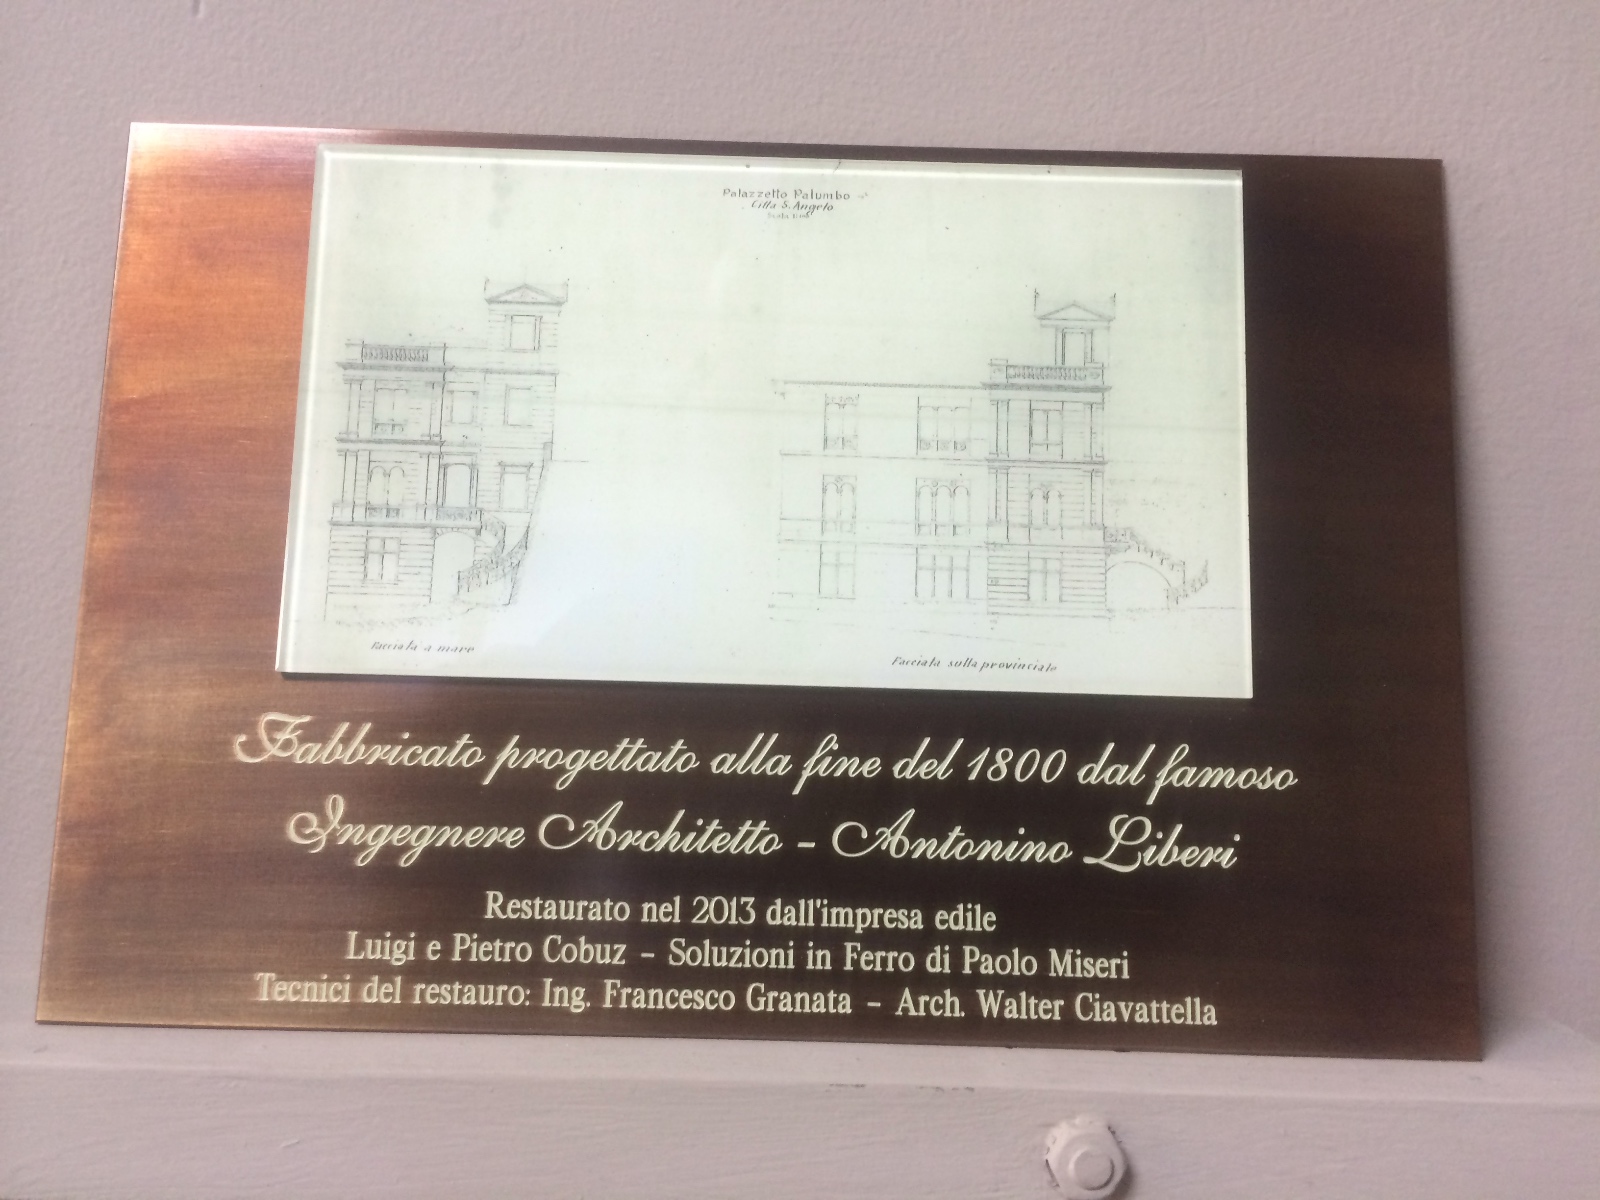 Palazzetto Palumbo
Citta S. Angelo
Facciata a mare
Facciata sulla provinciale
Fabbricato progettato alla fine del 1800 dal famoso
Ingegnere Architetto - Antonino Liberi
Restaurato nel 2013 dall'impresa edile
Luigi e Pietro Cobuz - Soluzioni in Ferro di Paolo Miseri
Tecnici del restauro: Ing. Francesco Granata - Arch. Walter Ciavattella